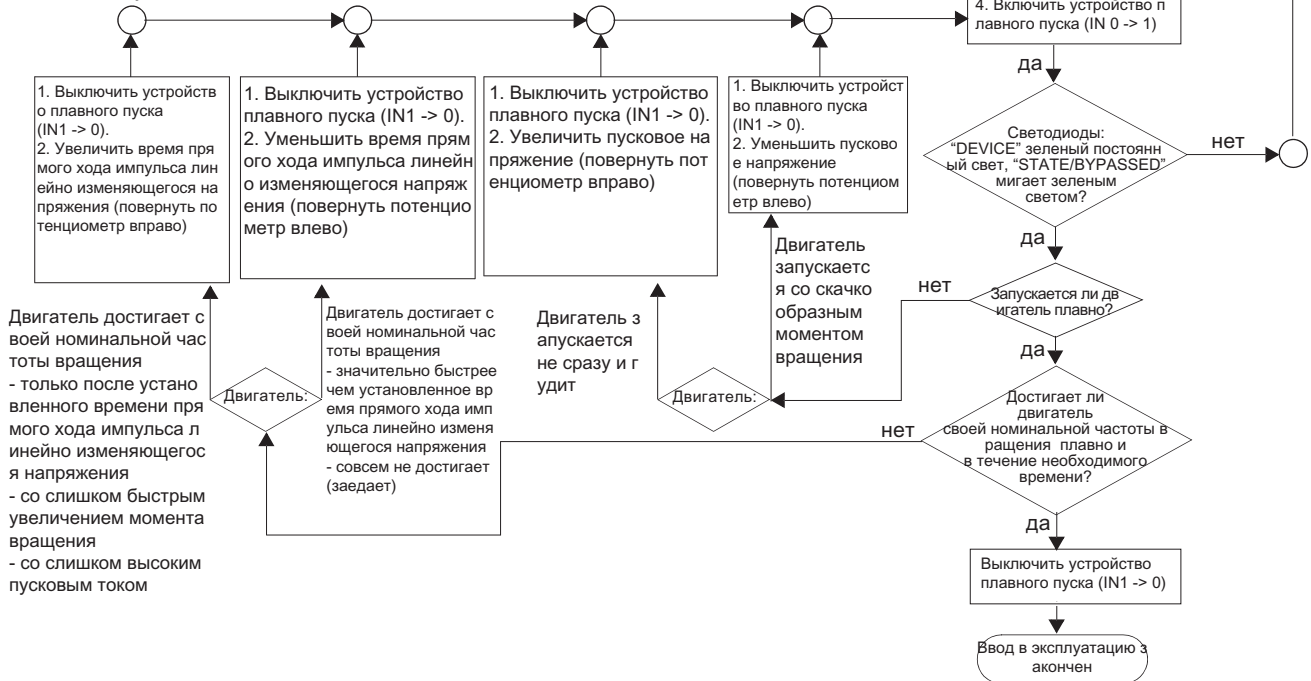 4. Включить устройство п
лавного пуска (IN 0 -> 1)
да
1. Выключить устройств
о плавного пуска
(IN1 -> 0).
2. Увеличить время пря
мого хода импульса лин
ейно изменяющегося на
пряжения (повернуть по
тенциометр вправо)
1. Выключить устройство
плавного пуска (IN1 -> 0).
2. Уменьшить время прям
ого хода импульса линейн
о изменяющегося напряж
ения (повернуть потенцио
метр влево)
1. Выключить устройство
плавного пуска (IN1 -> 0).
2. Увеличить пусковое на
пряжение (повернуть пот
енциометр вправо)
1. Выключить устройст
во плавного пуска
(IN1 -> 0).
2. Уменьшить пусково
е напряжение
(повернуть потенциом
етр влево)
Светодиоды:
“DEVICE” зеленый постоянн
ый свет, “STATE/BYPASSED”
мигает зеленым
светом?
нет
да
Двигатель
запускаетс
я со скачко
образным
моментом
вращения
нет
Запускается ли дв
игатель плавно?
да
Двигатель достигает с
воей номинальной час
тоты вращения
- только после устано
вленного времени пря
мого хода импульса л
инейно изменяющегос
я напряжения
- со слишком быстрым
увеличением момента
вращения
- со слишком высоким
пусковым током
Двигатель:
Двигатель достигает с
воей номинальной час
тоты вращения
- значительно быстрее
чем установленное вр
емя прямого хода имп
ульса линейно изменя
ющегося напряжения
- совсем не достигает
(заедает)
Двигатель з
апускается
не сразу и г
удит
Двигатель:
нет
Достигает ли
двигатель
своей номинальной частоты в
ращения плавно и
в течение необходимого
времени?
да
Выключить устройство
плавного пуска (IN1 -> 0)
Ввод в эксплуатацию з
акончен